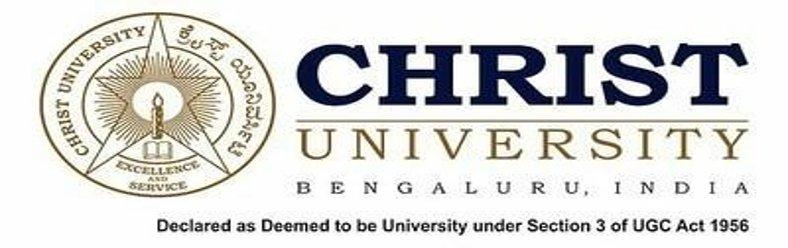 CHRIST UNIVERSITY
ಕ್ರೈಸ್ಟ್ ಯೂನಿವರ್ಸಿಟಿ
EXCELLENCE
AND
SERVICE
CHRIST
UNIVERSITY
BENGALURU, INDIA
Declared as Deemed to be University under Section 3 of UGC Act 1956